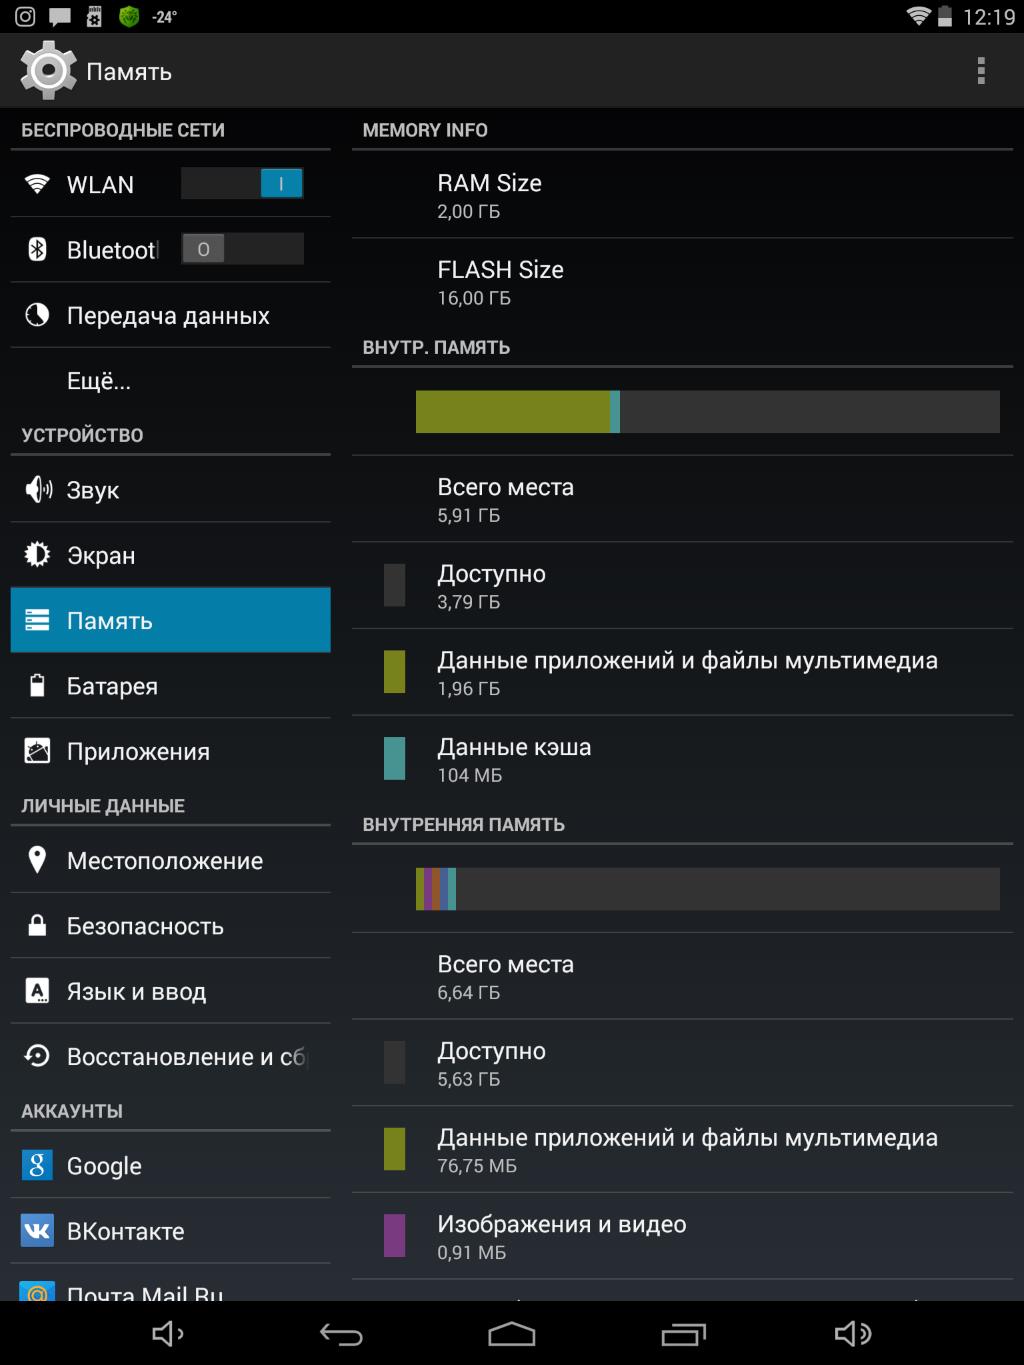 -24°
12:19
Память
БЕСПРОВОДНЫЕ СЕТИ
WLAN
I
Bluetoot
O
Передача данных
Ещё...
УСТРОЙСТВО
Звук
Экран
Память
Батарея
Приложения
ЛИЧНЫЕ ДАННЫЕ
Местоположение
Безопасность
Язык и ввод
Восстановление и сб
АККАУНТЫ
Google
ВКонтакте
Почта Mail.Ru
MEMORY INFO
RAM Size
2,00 ГБ
FLASH Size
16,00 ГБ
ВНУТР. ПАМЯТЬ
Всего места
5,91 ГБ
Доступно
3,79 ГБ
Данные приложений и файлы мультимедиа
1,96 ГБ
Данные кэша
104 МБ
ВНУТРЕННЯЯ ПАМЯТЬ
Всего места
6,64 ГБ
Доступно
5,63 ГБ
Данные приложений и файлы мультимедиа
76,75 МБ
Изображения и видео
0,91 МБ